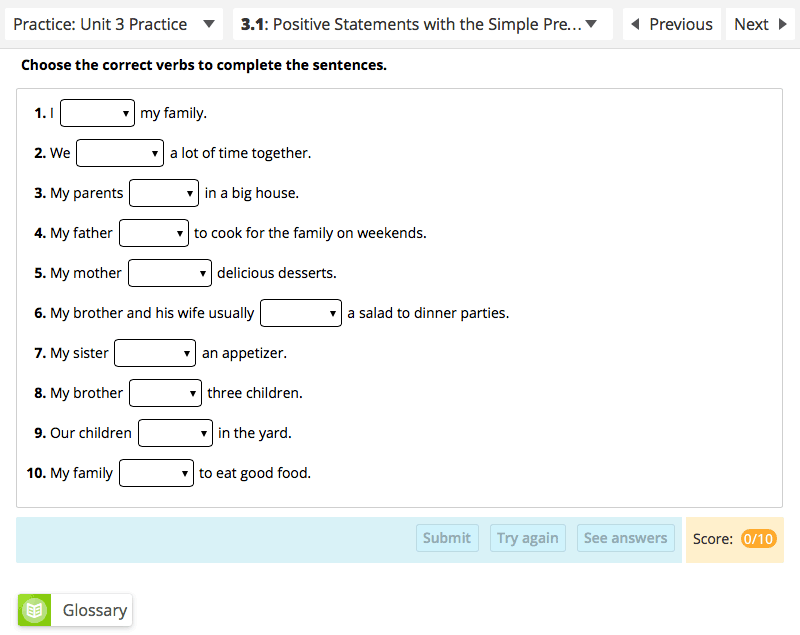 Practice: Unit 3 Practice 3.1: Positive Statements with the Simple Pre... Previous Next
Choose the correct verbs to complete the sentences.
1. I my family.
2. We a lot of time together.
3. My parents in a big house.
4. My father to cook for the family on weekends.
5. My mother delicious desserts.
6. My brother and his wife usually a salad to dinner parties.
7. My sister an appetizer.
8. My brother three children.
9. Our children in the yard.
10. My family to eat good food.
Submit Try again See answers Score: 0/10
Glossary